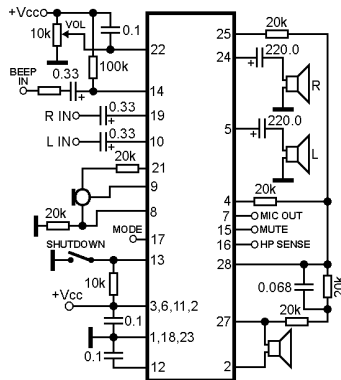 +Vcc
0.1
10k
VOL
22
100k
BEEP
IN
0.33
+
14
R IN
0.33
+
19
L IN
0.33
+
10
20k
21
9
20k
8
MODE
17
SHUTDOWN
13
10k
+Vcc
3,6,11,2
0.1
1,18,23
0.1
12
25
20k
24
220.0
+
R
5
220.0
+
L
4
20k
7
MIC OUT
15
MUTE
16
HP SENSE
28
0.068
20k
20k
27
2